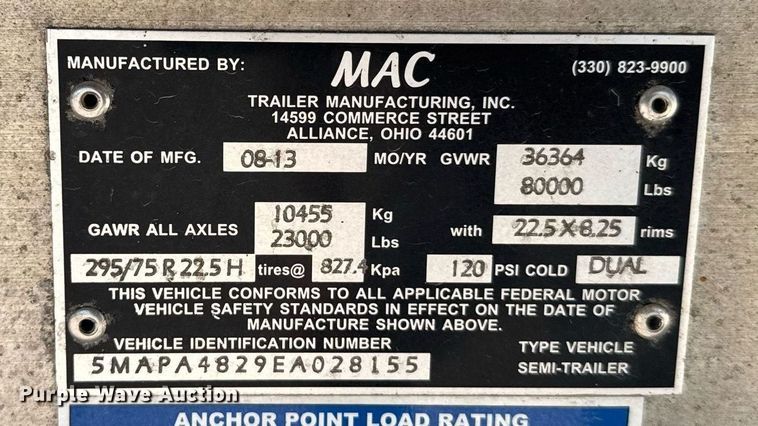 MANUFACTURED BY: MAC (330) 823-9900
TRAILER MANUFACTURING, INC.
14599 COMMERCE STREET
ALLIANCE, OHIO 44601
DATE OF MFG. 08-13 MO/YR GVWR 36364 Kg
80000 Lbs
GAWR ALL AXLES 10455 Kg
23000 Lbs with 22.5X8.25 rims
295/75 R 22.5 H tires@ 827.4 Kpa 120 PSI COLD DUAL
THIS VEHICLE CONFORMS TO ALL APPLICABLE FEDERAL MOTOR
VEHICLE SAFETY STANDARDS IN EFFECT ON THE DATE OF
MANUFACTURE SHOWN ABOVE.
VEHICLE IDENTIFICATION NUMBER TYPE VEHICLE
5MAPA4829EA028155 SEMI-TRAILER
Purple Wave Auction
ANCHOR POINT LOAD RATING